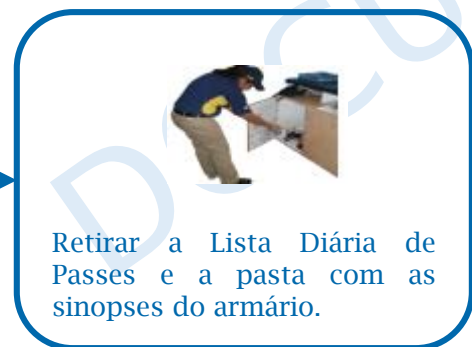 Retirar a Lista Diária de
Passes e a pasta com as
sinopses do armário.